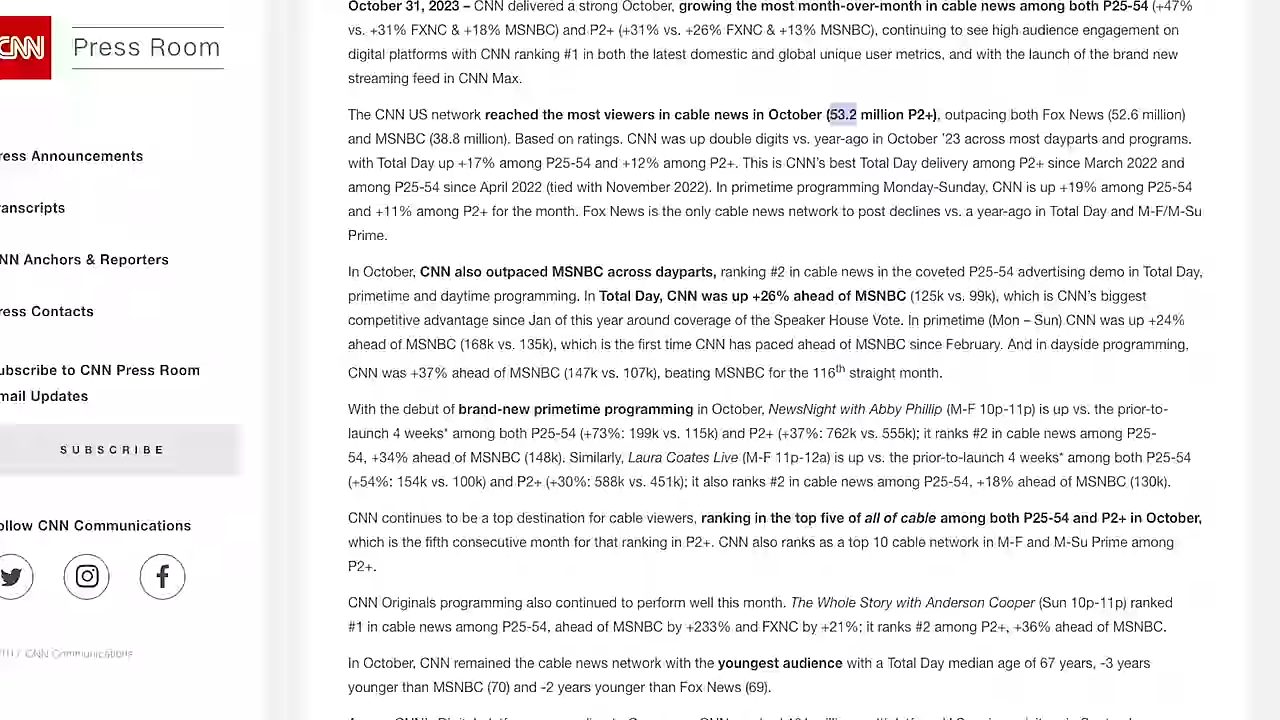 CNN
Press Room
ress Announcements
anscripts
NN Anchors & Reporters
ress Contacts
ubscribe to CNN Press Room
mail Updates
SUBSCRIBE
ollow CNN Communications
CNN Communications
October 31, 2023 – CNN delivered a strong October, growing the most month-over-month in cable news among both P25-54 (+47%
vs. +31% FXNC & +18% MSNBC) and P2+ (+31% vs. +26% FXNC & +13% MSNBC), continuing to see high audience engagement on
digital platforms with CNN ranking #1 in both the latest domestic and global unique user metrics, and with the launch of the brand new
streaming feed in CNN Max.
The CNN US network reached the most viewers in cable news in October (53.2 million P2+), outpacing both Fox News (52.6 million)
and MSNBC (38.8 million). Based on ratings. CNN was up double digits vs. year-ago in October '23 across most dayparts and programs.
with Total Day up +17% among P25-54 and +12% among P2+. This is CNN's best Total Day delivery among P2+ since March 2022 and
among P25-54 since April 2022 (tied with November 2022). In primetime programming Monday-Sunday, CNN is up +19% among P25-54
and +11% among P2+ for the month. Fox News is the only cable news network to post declines vs. a year-ago in Total Day and M-F/M-Su
Prime.
In October, CNN also outpaced MSNBC across dayparts, ranking #2 in cable news in the coveted P25-54 advertising demo in Total Day,
primetime and daytime programming. In Total Day, CNN was up +26% ahead of MSNBC (125k vs. 99k), which is CNN's biggest
competitive advantage since Jan of this year around coverage of the Speaker House Vote. In primetime (Mon – Sun) CNN was up +24%
ahead of MSNBC (168k vs. 135k), which is the first time CNN has paced ahead of MSNBC since February. And in dayside programming,
CNN was +37% ahead of MSNBC (147k vs. 107k), beating MSNBC for the 116th straight month.
With the debut of brand-new primetime programming in October, NewsNight with Abby Phillip (M-F 10p-11p) is up vs. the prior-to-
launch 4 weeks* among both P25-54 (+73%: 199k vs. 115k) and P2+ (+37%: 762k vs. 555k); it ranks #2 in cable news among P25-
54, +34% ahead of MSNBC (148k). Similarly, Laura Coates Live (M-F 11p-12a) is up vs. the prior-to-launch 4 weeks* among both P25-54
(+54%: 154k vs. 100k) and P2+ (+30%: 588k vs. 451k); it also ranks #2 in cable news among P25-54, +18% ahead of MSNBC (130k).
CNN continues to be a top destination for cable viewers, ranking in the top five of all of cable among both P25-54 and P2+ in October,
which is the fifth consecutive month for that ranking in P2+. CNN also ranks as a top 10 cable network in M-F and M-Su Prime among
P2+.
CNN Originals programming also continued to perform well this month. The Whole Story with Anderson Cooper (Sun 10p-11p) ranked
#1 in cable news among P25-54, ahead of MSNBC by +233% and FXNC by +21%; it ranks #2 among P2+, +36% ahead of MSNBC.
In October, CNN remained the cable news network with the youngest audience with a Total Day median age of 67 years, -3 years
younger than MSNBC (70) and -2 years younger than Fox News (69).